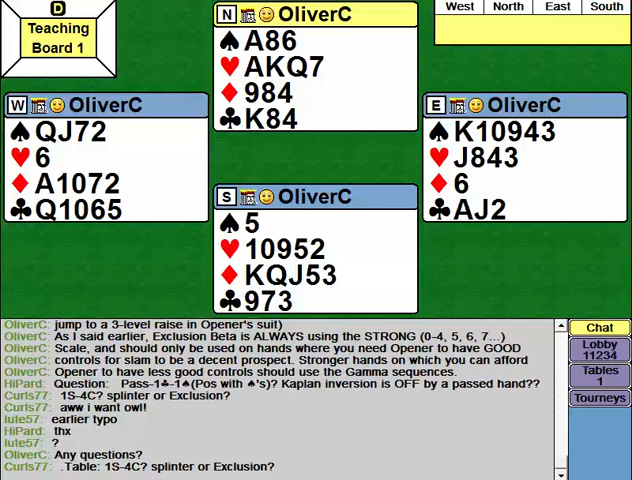 D
Teaching
Board 1
N OliverC
♠A86
♥AKQ7
♦984
♣K84
West North East South
W OliverC
♠QJ72
♥6
♦A1072
♣Q1065
E OliverC
♠K10943
♥J843
♦6
♣AJ2
S OliverC
♠5
♥10952
♦KQJ53
♣973
OliverC: jump to a 3-level raise in Opener's suit)
OliverC: As I said earlier, Exclusion Beta is ALWAYS using the STRONG (0-4, 5, 6, 7...)
OliverC: Scale, and should only be used on hands where you need Opener to have GOOD
OliverC: controls for slam to be a decent prospect. Stronger hands on which you can afford
OliverC: Opener to have less good controls should use the Gamma sequences.
HiPard: Question: Pass-1♣-1♠(Pos with ♠'s)? Kaplan inversion is OFF by a passed hand??
Curls77: 1S-4C? splinter or Exclusion?
Curls77: aww i want owl!
lute57: earlier typo
HiPard: thx
lute57: ?
OliverC: Any questions?
Curls77: .Table: 1S-4C? splinter or Exclusion?
Chat
Lobby
11234
Tables
1
Tourneys